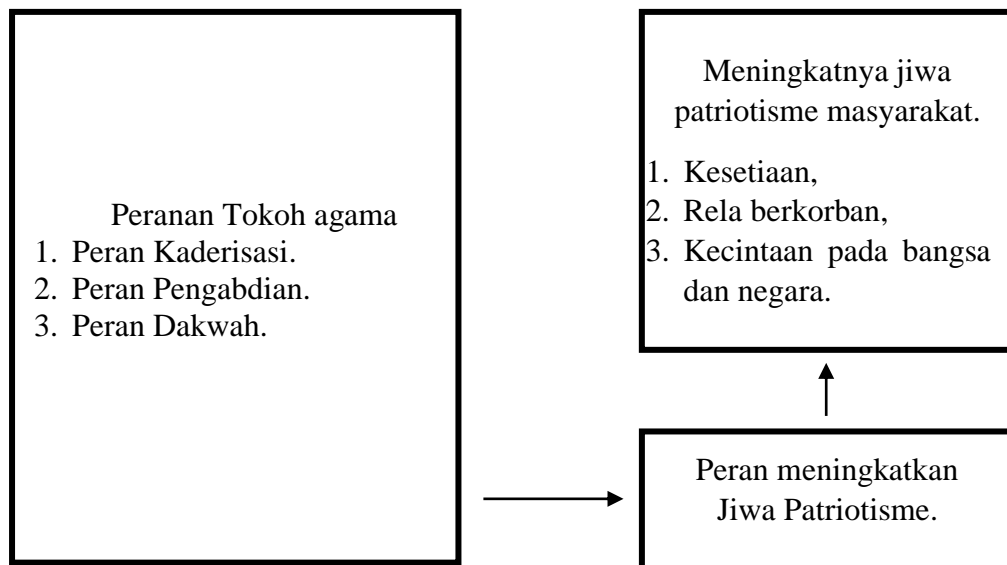 Peranan Tokoh agama
1. Peran Kaderisasi.
2. Peran Pengabdian.
3. Peran Dakwah.
Meningkatnya jiwa
patriotisme masyarakat.
1. Kesetiaan,
2. Rela berkorban,
3. Kecintaan pada bangsa
dan negara.
Peran meningkatkan
Jiwa Patriotisme.